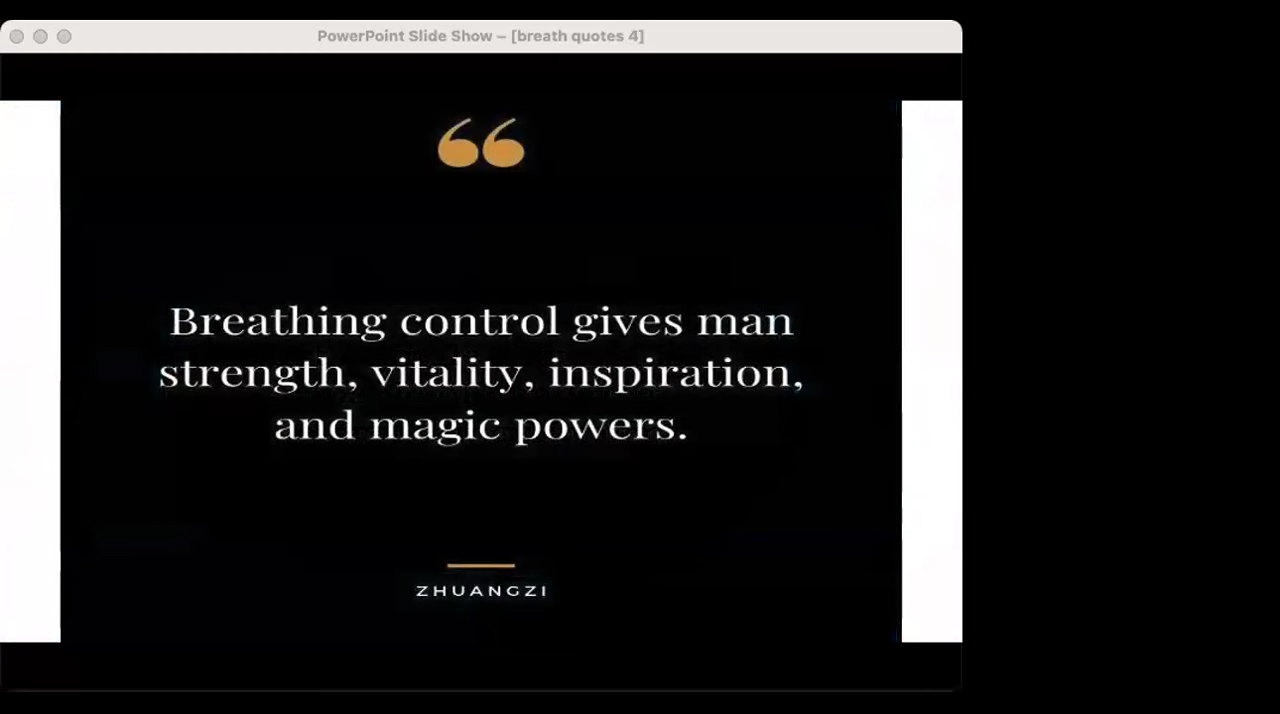 PowerPoint Slide Show – [breath quotes 4]
“
Breathing control gives man
strength, vitality, inspiration,
and magic powers.
ZHUANGZI